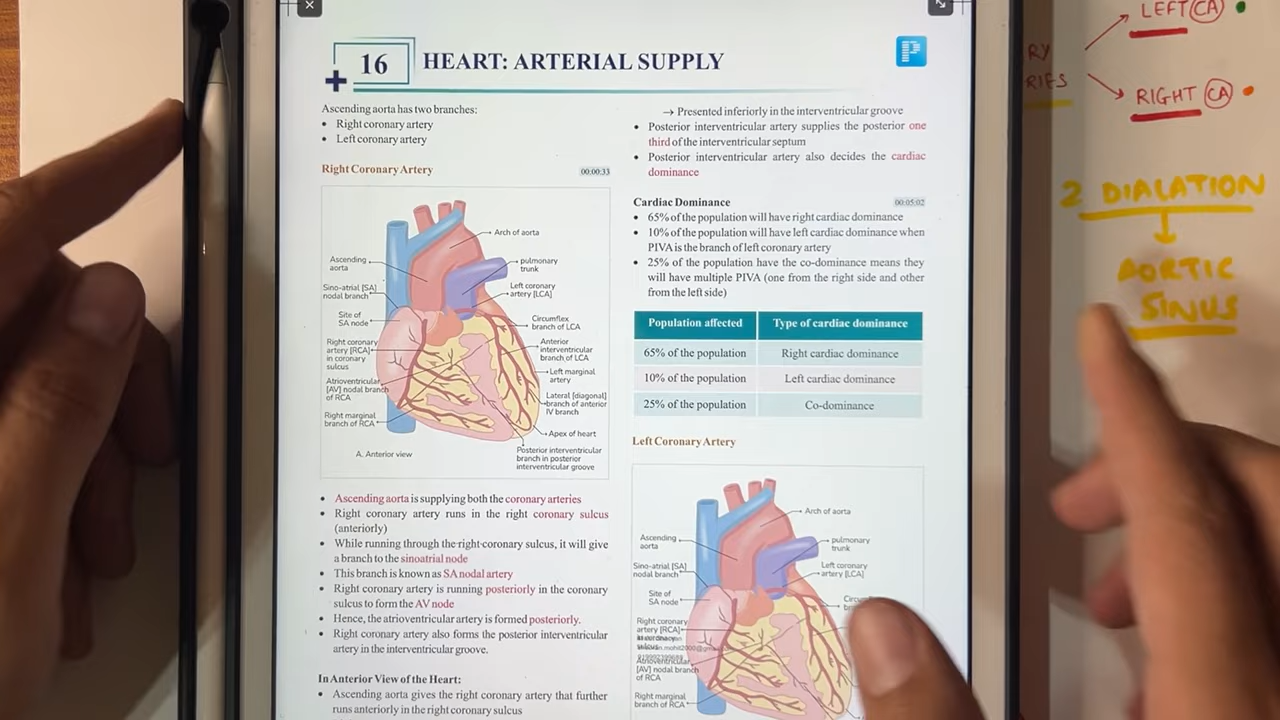 16
HEART: ARTERIAL SUPPLY
P
Ascending aorta has two branches:
• Right coronary artery
• Left coronary artery
Right Coronary Artery
00:00:33
Arch of aorta
Ascending
aorta
pulmonary
trunk
Sino-atrial [SA]
nodal branch
Left coronary
artery [LCA]
Site of
SA node
Circumflex
branch of LCA
Right coronary
artery [RCA]
in coronary
sulcus
Anterior
interventricular
branch of LCA
Left marginal
artery
Atrioventricular
[AV] nodal branch
of RCA
Lateral [diagonal]
branch of anterior
IV branch
Right marginal
branch of RCA
Apex of heart
A. Anterior view
Posterior interventricular
branch in posterior
interventricular groove
• Ascending aorta is supplying both the coronary arteries
• Right coronary artery runs in the right coronary sulcus
(anteriorly)
• While running through the right coronary sulcus, it will give
a branch to the sinoatrial node
• This branch is known as SA nodal artery
• Right coronary artery is running posteriorly in the coronary
sulcus to form the AV node
• Hence, the atrioventricular artery is formed posteriorly.
• Right coronary artery also forms the posterior interventricular
artery in the interventricular groove.
In Anterior View of the Heart:
• Ascending aorta gives the right coronary artery that further
runs anteriorly in the right coronary sulcus
→ Presented inferiorly in the interventricular groove
• Posterior interventricular artery supplies the posterior one
third of the interventricular septum
• Posterior interventricular artery also decides the cardiac
dominance
Cardiac Dominance
00:05:02
• 65% of the population will have right cardiac dominance
• 10% of the population will have left cardiac dominance when
PIVA is the branch of left coronary artery
• 25% of the population have the co-dominance means they
will have multiple PIVA (one from the right side and other
from the left side)
Population affected Type of cardiac dominance
65% of the population Right cardiac dominance
10% of the population Left cardiac dominance
25% of the population Co-dominance
Left Coronary Artery
Arch of aorta
Ascending
aorta
pulmonary
trunk
Sino-atrial [SA]
nodal branch
Left coronary
artery [LCA]
Site of
SA node
Right coronary
artery [RCA]
Atrioventricular
[AV] nodal branch
of RCA
Right marginal
branch of RCA
LEFT CA
RY
RIES
RIGHT CA
2 DIALATION
AORTIC
SINUS